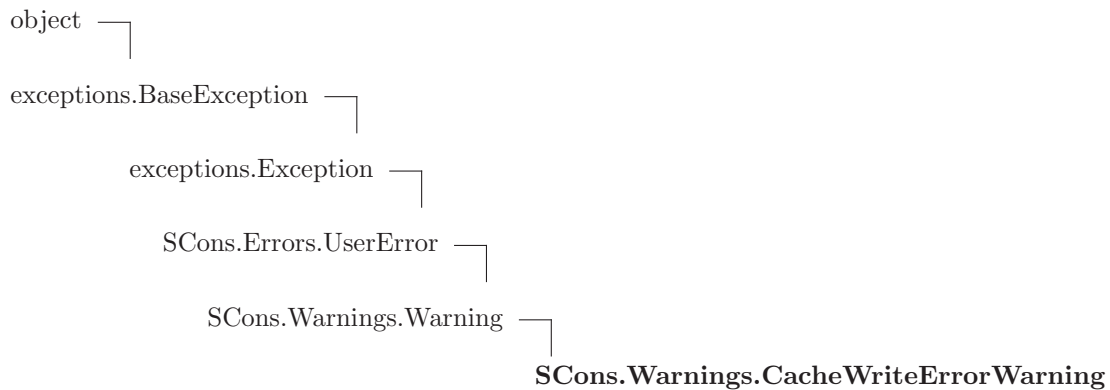 object
exceptions.BaseException
exceptions.Exception
SCons.Errors.UserError
SCons.Warnings.Warning
SCons.Warnings.CacheWriteErrorWarning